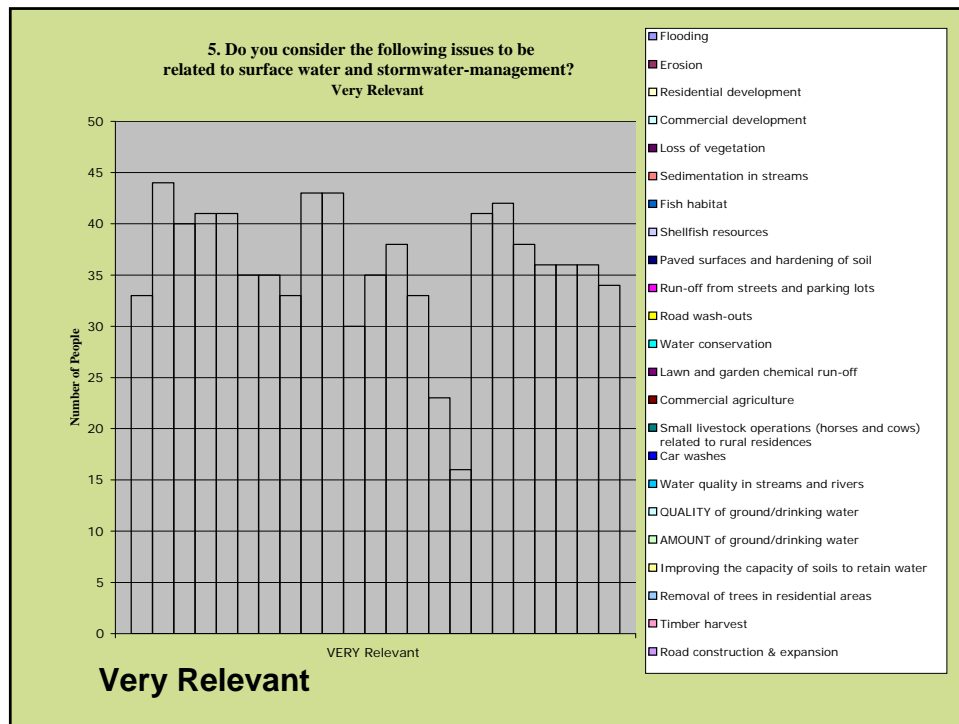 5. Do you consider the following issues to be
related to surface water and stormwater-management?
Very Relevant
50
45
40
35
30
25
20
15
10
5
0
Number of People
VERY Relevant
Very Relevant
Flooding
Erosion
Residential development
Commercial development
Loss of vegetation
Sedimentation in streams
Fish habitat
Shellfish resources
Paved surfaces and hardening of soil
Run-off from streets and parking lots
Road wash-outs
Water conservation
Lawn and garden chemical run-off
Commercial agriculture
Small livestock operations (horses and cows)
related to rural residences
Car washes
Water quality in streams and rivers
QUALITY of ground/drinking water
AMOUNT of ground/drinking water
Improving the capacity of soils to retain water
Removal of trees in residential areas
Timber harvest
Road construction & expansion